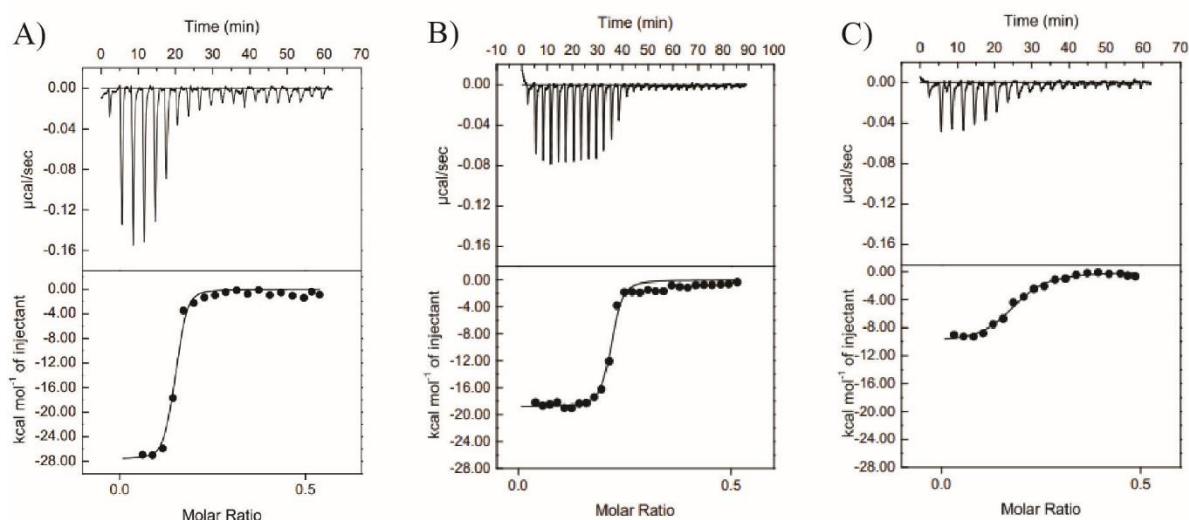 A)
Time (min)
0 10 20 30 40 50 60 70
0.00
-0.04
-0.08
-0.12
-0.16
µcal/sec
0.00
-4.00
-8.00
-12.00
-16.00
-20.00
-24.00
-28.00
kcal mol⁻¹ of injectant
0.0 0.5
Molar Ratio
B)
Time (min)
-10 0 10 20 30 40 50 60 70 80 90 100
0.00
-0.04
-0.08
-0.12
-0.16
µcal/sec
0.00
-4.00
-8.00
-12.00
-16.00
-20.00
-24.00
-28.00
kcal mol⁻¹ of injectant
0.0 0.5
Molar Ratio
C)
Time (min)
0 10 20 30 40 50 60 70
0.00
-0.04
-0.08
-0.12
-0.16
µcal/sec
0.00
-4.00
-8.00
-12.00
-16.00
-20.00
-24.00
-28.00
kcal mol⁻¹ of injectant
0.0 0.5
Molar Ratio